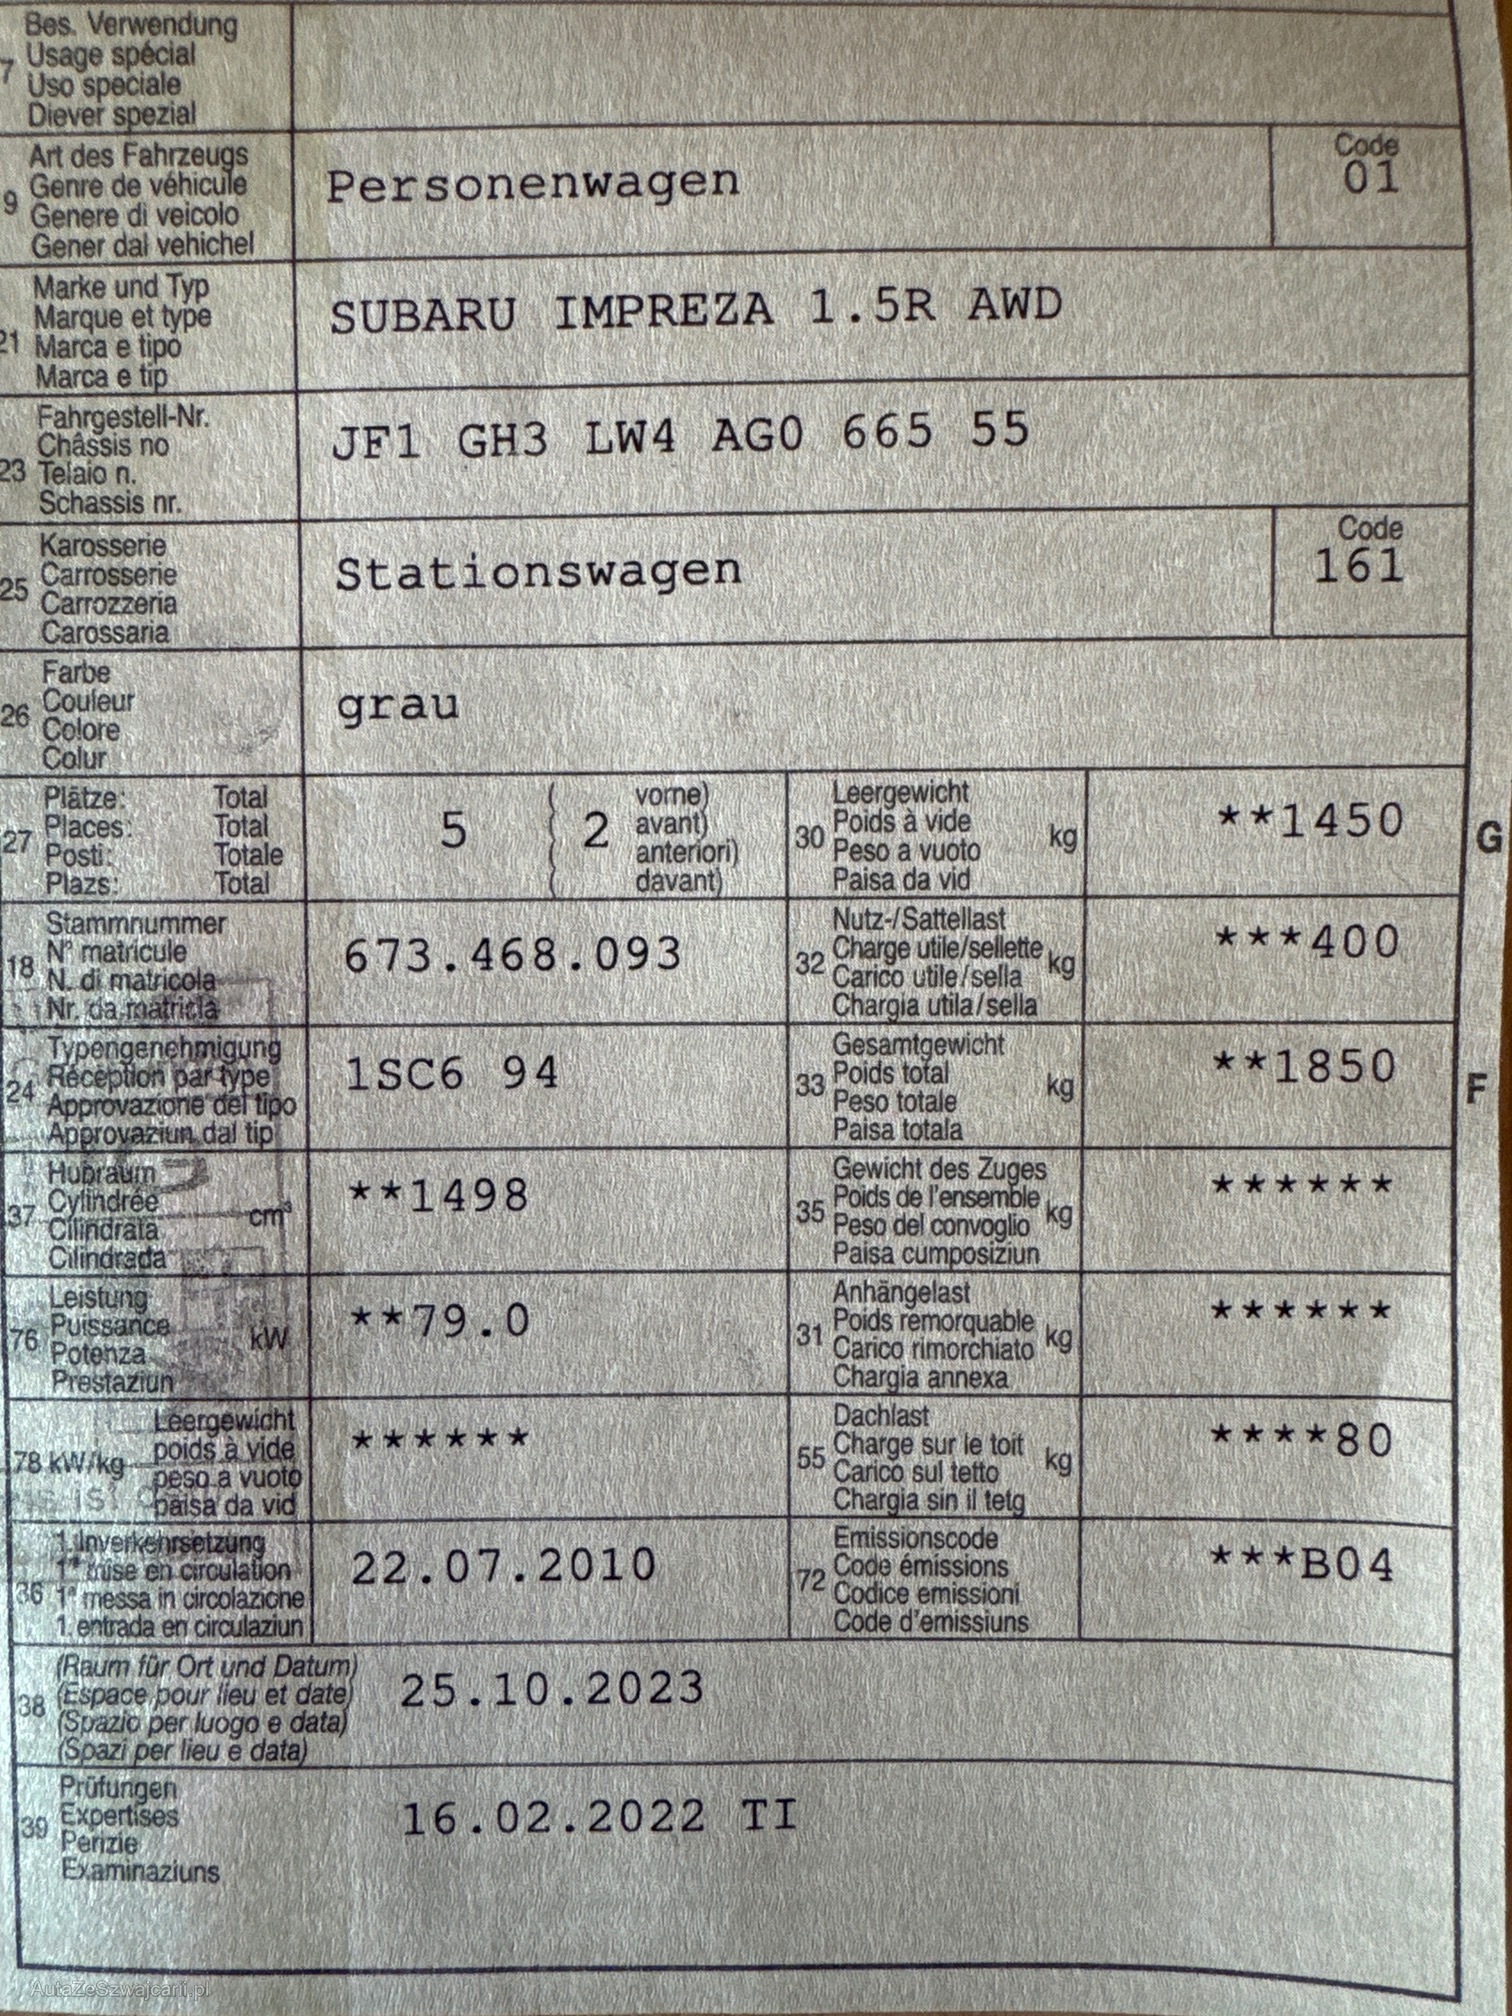 Bes. Verwendung
7 Usage spécial
Uso speciale
Diever spezial
Art des Fahrzeugs
9 Genre de véhicule
Genere di veicolo
Gener dal vehichel
Personenwagen
Code
01
Marke und Typ
21 Marque et type
Marca e tipo
Marca e tip
SUBARU IMPREZA 1.5R AWD
Fahrgestell-Nr.
Châssis no
23 Telaio n.
Schassis nr.
JF1 GH3 LW4 AG0 665 55
Karosserie
25 Carrosserie
Carrozzeria
Carossaria
Stationswagen
Code
161
Farbe
26 Couleur
Colore
Colur
grau
Plätze: Total
27 Places: Total
Posti: Totale
Plazs: Total
5 ( 2 vorne)
( avant)
( anteriori)
( davant)
Leergewicht
30 Poids à vide kg
Peso a vuoto
Paisa da vid
**1450
G
Stammnummer
18 N° matricule
N. di matricola
Nr. da matricla
673.468.093
Nutz-/Sattellast
32 Charge utile/sellette kg
Carico utile/sella
Chargia utila/sella
***400
Typengenehmigung
24 Réception par type
Approvazione del tipo
Approvaziun dal tip
1SC6 94
Gesamtgewicht
33 Poids total kg
Peso totale
Paisa totala
**1850
F
Hubraum
37 Cylindrée cm³
Cilindrata
Cilindrada
**1498
Gewicht des Zuges
35 Poids de l'ensemble kg
Peso del convoglio
Paisa cumposiziun
******
Leistung
76 Puissance kW
Potenza
Prestaziun
**79.0
Anhängelast
31 Poids remorquable kg
Carico rimorchiato
Chargia annexa
******
Leergewicht
78 kW/kg poids à vide
peso a vuoto
paisa da vid
******
Dachlast
55 Charge sur le toit kg
Carico sul tetto
Chargia sin il tetg
****80
1. Inverkehrsetzung
1re mise en circulation
36 1a messa in circolazione
1. entrada en circulaziun
22.07.2010
Emissionscode
72 Code émissions
Codice emissioni
Code d'emissiuns
***B04
(Raum für Ort und Datum)
38 (Espace pour lieu et date)
(Spazio per luogo e data)
(Spazi per lieu e data)
25.10.2023
Prüfungen
39 Expertises
Perizie
Examinaziuns
16.02.2022 TI
AutaZeSzwajcarii.pl